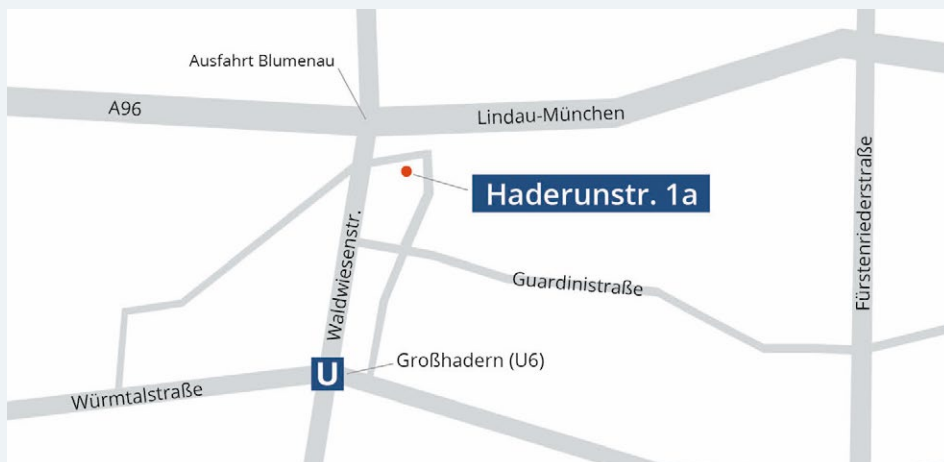 Ausfahrt Blumenau
A96
Lindau-München
Haderunstr. 1a
Waldwiesenstr.
Guardinistraße
Fürstenriederstraße
Großhadern (U6)
U
Würmtalstraße